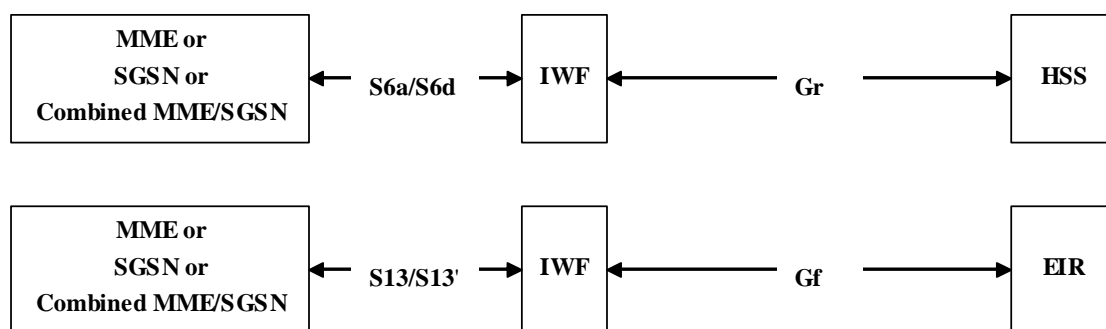 MME or
SGSN or
Combined MME/SGSN
S6a/S6d
IWF
Gr
HSS
MME or
SGSN or
Combined MME/SGSN
S13/S13'
IWF
Gf
EIR